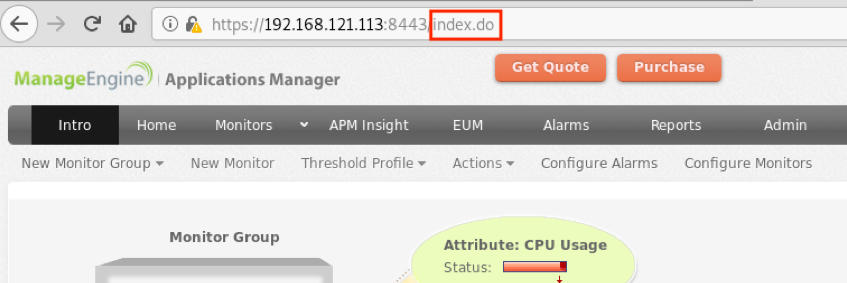 https://192.168.121.113:8443/index.do
ManageEngine Applications Manager
Get Quote Purchase
Intro Home Monitors APM Insight EUM Alarms Reports Admin
New Monitor Group New Monitor Threshold Profile Actions Configure Alarms Configure Monitors
Monitor Group
Attribute: CPU Usage
Status: